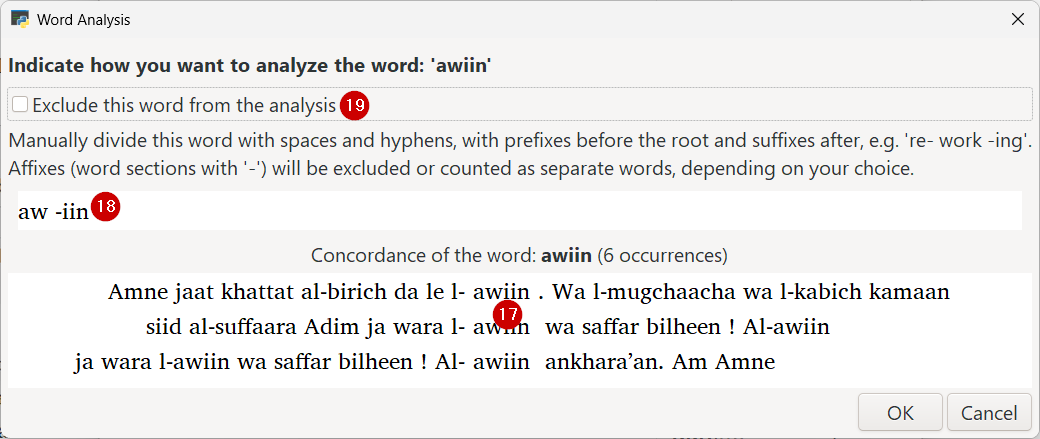 Word Analysis
Indicate how you want to analyze the word: 'awiin'
Exclude this word from the analysis 19
Manually divide this word with spaces and hyphens, with prefixes before the root and suffixes after, e.g. 're- work -ing'.
Affixes (word sections with '-') will be excluded or counted as separate words, depending on your choice.
aw -iin 18
Concordance of the word: awiin (6 occurrences)
Amne jaat khattat al-birich da le l- awiin . Wa l-mugchaacha wa l-kabich kamaan
17
siid al-suffaara Adim ja wara l- awiin wa saffar bilheen ! Al-awiin
ja wara l-awiin wa saffar bilheen ! Al- awiin ankhara’an. Am Amne
OK Cancel